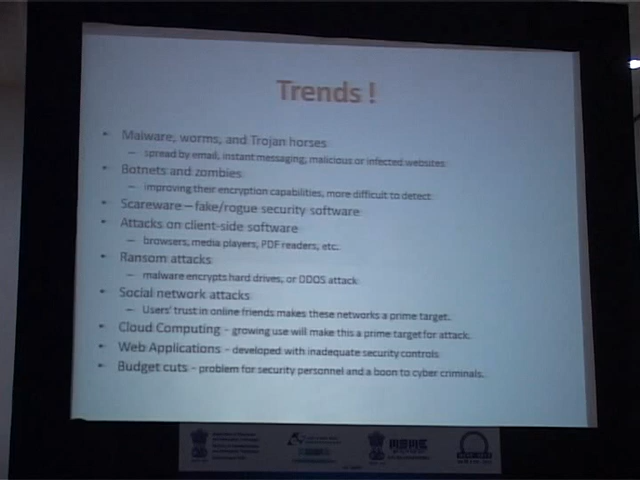 Trends !
• Malware, worms, and Trojan horses
– spread by email, instant messaging, malicious or infected websites
• Botnets and zombies
– improving their encryption capabilities, more difficult to detect
• Scareware – fake/rogue security software
• Attacks on client-side software
– browsers, media players, PDF readers, etc.
• Ransom attacks
– malware encrypts hard drives, or DDOS attack
• Social network attacks
– Users' trust in online friends makes these networks a prime target.
• Cloud Computing - growing use will make this a prime target for attack.
• Web Applications - developed with inadequate security controls
• Budget cuts - problem for security personnel and a boon to cyber criminals.